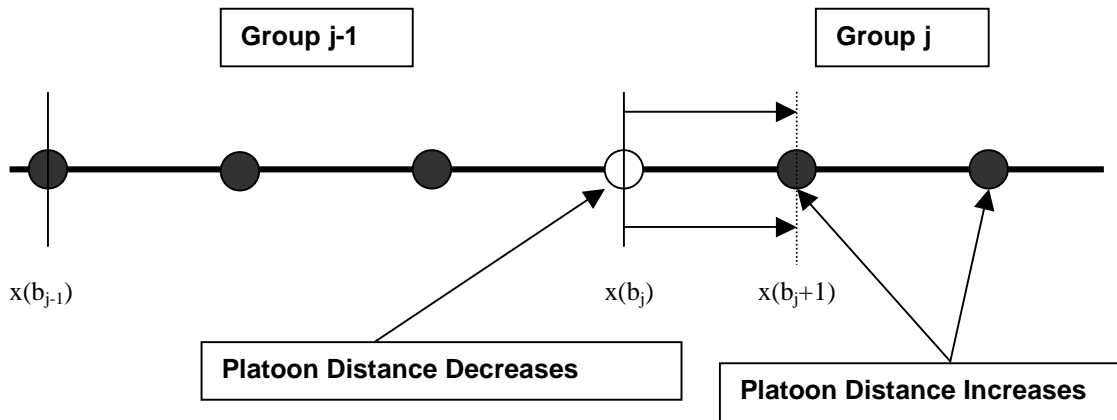 Group j-1
Group j
x(b_{j-1})
x(b_j)
x(b_j+1)
Platoon Distance Decreases
Platoon Distance Increases